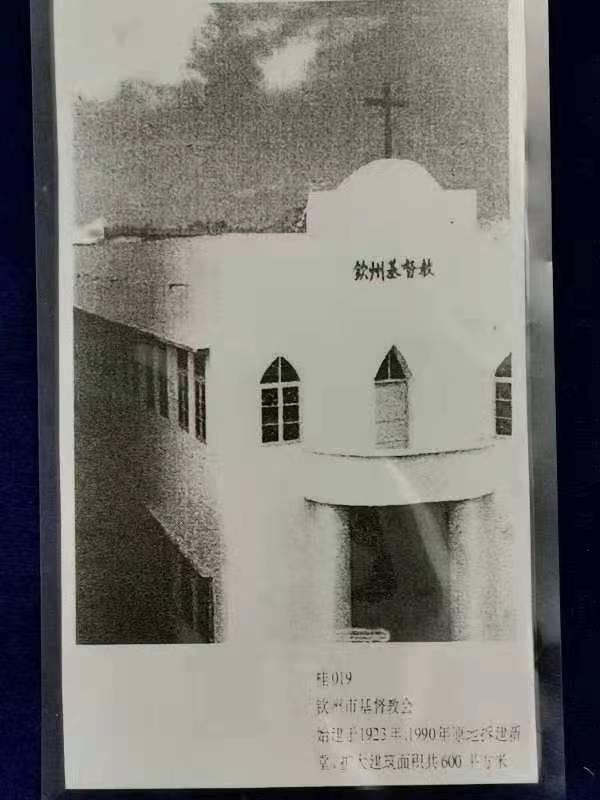 钦州基督教
桂019
钦州市基督教会
始建于1923年,1990年原地拆建新
堂,扩大建筑面积共600平方米